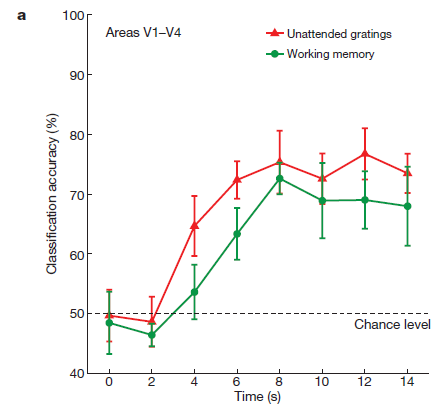 a
Areas V1–V4
Unattended gratings
Working memory
Classification accuracy (%)
100
90
80
70
60
50
40
Chance level
0 2 4 6 8 10 12 14
Time (s)